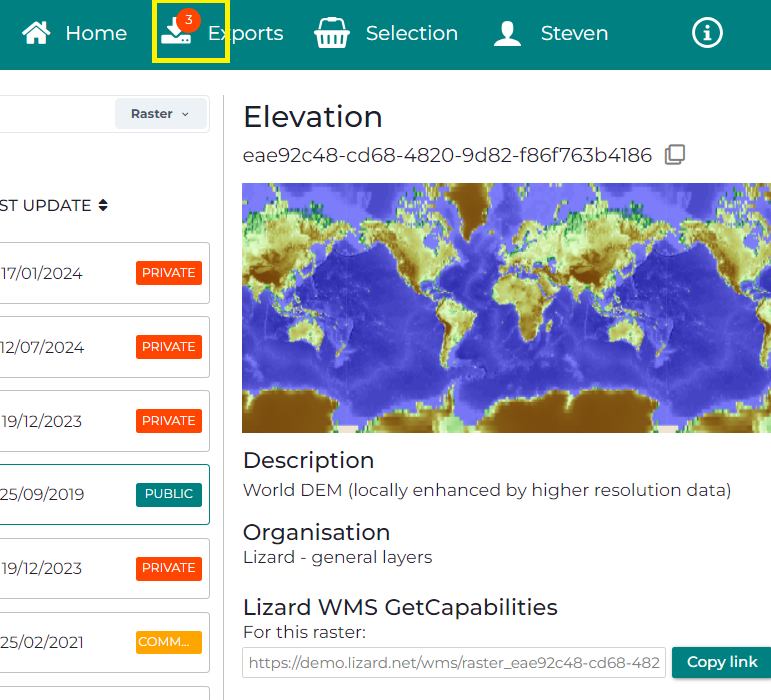 Home
3
Exports
Selection
Steven
Raster
Elevation
eae92c48-cd68-4820-9d82-f86f763b4186
ST UPDATE
17/01/2024 PRIVATE
12/07/2024 PRIVATE
19/12/2023 PRIVATE
25/09/2019 PUBLIC
19/12/2023 PRIVATE
25/02/2021 COMM...
Description
World DEM (locally enhanced by higher resolution data)
Organisation
Lizard - general layers
Lizard WMS GetCapabilities
For this raster:
https://demo.lizard.net/wms/raster_eae92c48-cd68-482
Copy link